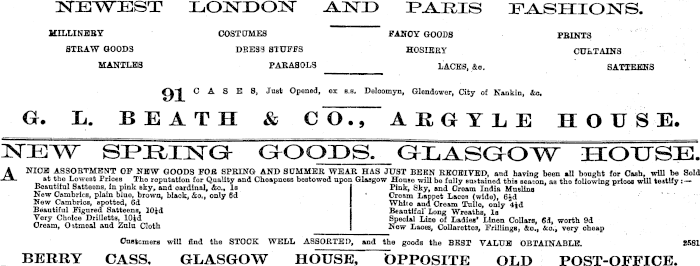 NEWEST LONDON AND PARIS FASHIONS.
MILLINERY COSTUMES FANCY GOODS PRINTS
STRAW GOODS DRESS STUFFS HOSIERY CURTAINS
MANTLES PARASOLS LACES, &c. SATTEENS
91 CASES, Just Opened, ex s.s. Delcomyn, Glendower, City of Nankin, &c.
G. L. BEATH & CO., ARGYLE HOUSE.
NEW SPRING GOODS. GLASGOW HOUSE.
A NICE ASSORTMENT OF NEW GOODS FOR SPRING AND SUMMER WEAR HAS JUST BEEN RECEIVED, and having been all bought for Cash, will be Sold
at the Lowest Prices The reputation for Quality and Cheapness bestowed upon Glasgow House will be fully sustained this season, as the following prices will testify:—
Beautiful Satteens, in pink sky, and cardinal, &c., 1s
New Cambrics, plain blue, brown, black, &c., only 6d
New Cambrics, spotted, 6d
Beautiful Figured Satteens, 10½d
Very Choice Drilletts, 10½d
Cream, Oatmeal and Zulu Cloth
Pink, Sky, and Cream India Muslins
Cream Lappet Laces (wide), 6½d
White and Cream Tulle, only 4½d
Beautiful Long Wreaths, 1s
Special Line of Ladies' Linen Collars, 6d, worth 9d
New Laces, Collarettes, Frillings, &c., &c., very cheap
Customers will find the STOCK WELL ASSORTED, and the goods the BEST VALUE OBTAINABLE. 2581
BERRY CASS, GLASGOW HOUSE, OPPOSITE OLD POST-OFFICE.